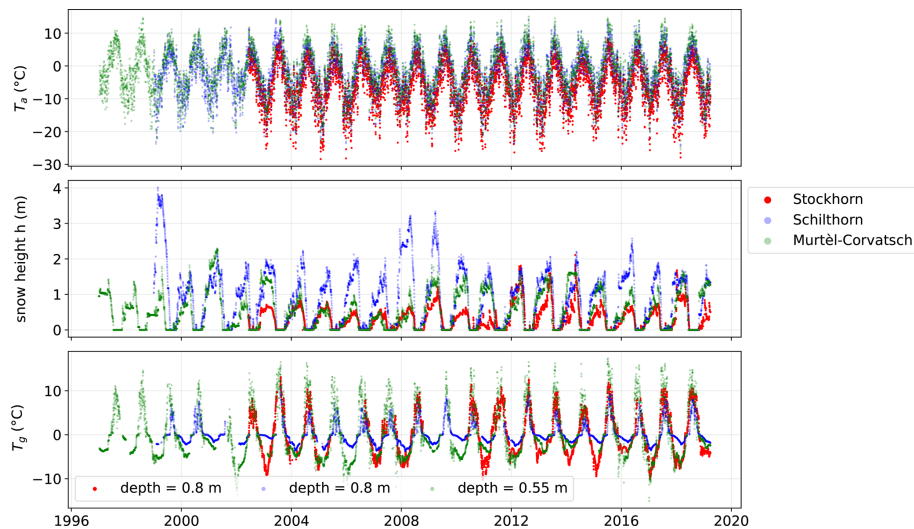 10
0
−10
−20
−30
T_a (°C)
4
3
2
1
0
snow height h (m)
Stockhorn
Schilthorn
Murtèl-Corvatsch
10
0
−10
T_g (°C)
depth = 0.8 m depth = 0.8 m depth = 0.55 m
1996 2000 2004 2008 2012 2016 2020